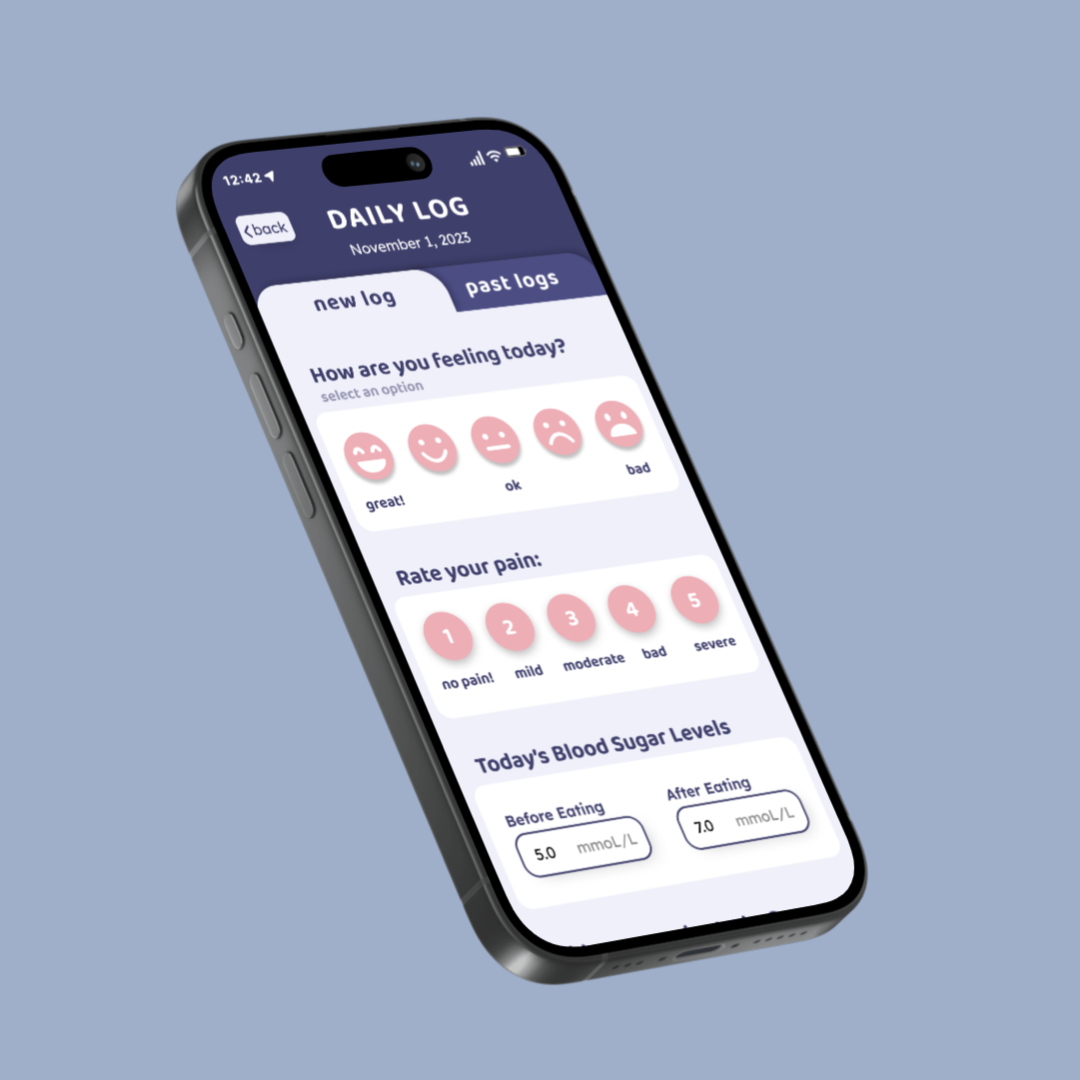 12:42
‹back
DAILY LOG
November 1, 2023
new log
past logs
How are you feeling today?
select an option
great!
ok
bad
Rate your pain:
1 2 3 4 5
no pain! mild moderate bad severe
Today's Blood Sugar Levels
Before Eating After Eating
5.0 mmoL/L 7.0 mmoL/L